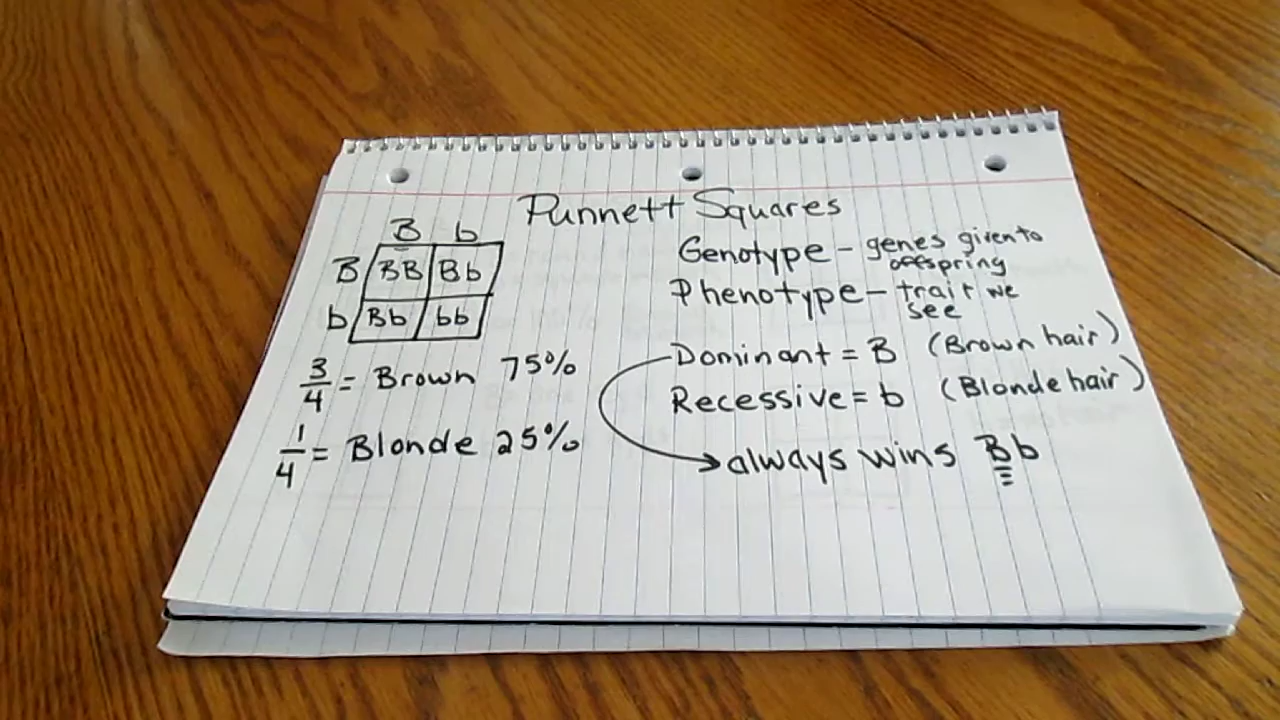 Punnett Squares
B b
B BB Bb
b Bb bb
3/4 = Brown 75%
1/4 = Blonde 25%
Genotype - genes given to
offspring
Phenotype - trait we
see
Dominant = B (Brown hair)
Recessive = b (Blonde hair)
always wins Bb